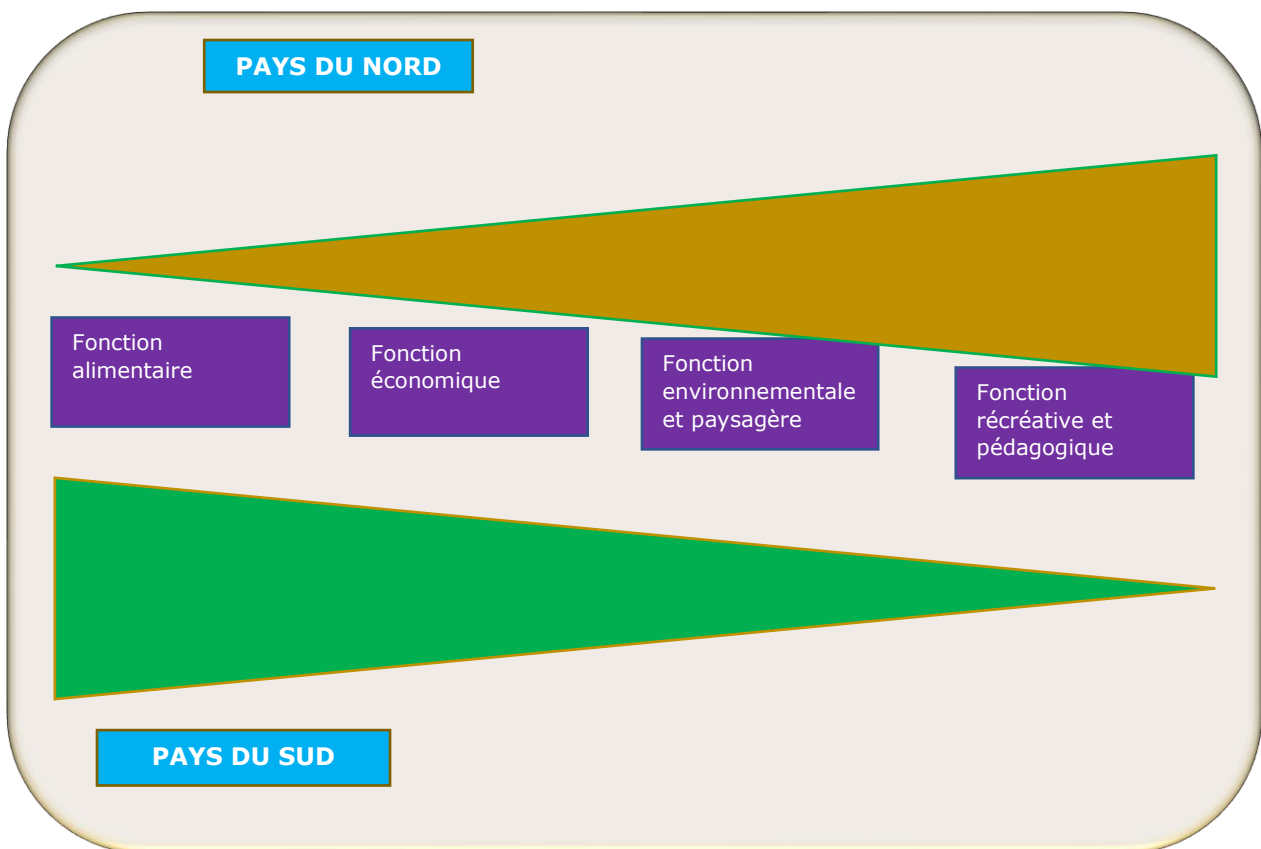 PAYS DU NORD
Fonction
alimentaire
Fonction
économique
Fonction
environnementale
et paysagère
Fonction
récréative et
pédagogique
PAYS DU SUD